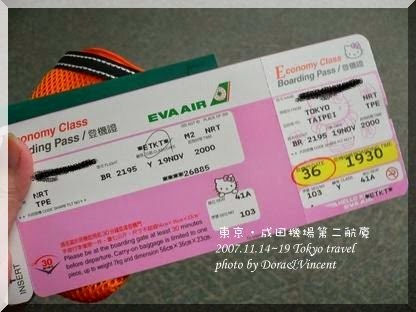 Economy Class
Boarding Pass / 登機證
EVA AIR
*ETKT*
M2
NRT
BR 2195
Y
19NOV
2000
NRT
TPE
26885
41A
103
30
Please be at the boarding gate at least 30 minutes
before departure. Carry-on baggage is limited to one
piece, up to weight 7kg and dimension 56cm×36cm×23cm
INSERT
Economy Class
Boarding Pass / 登機證
TOKYO
NRT
TAIPEI
TPE
BR 2195
19NOV
2000
GATE
36
1930
Y
41A
103
*ETKT*
東京·成田機場第二航廈
2007.11.14~19 Tokyo travel
photo by Dora&Vincent